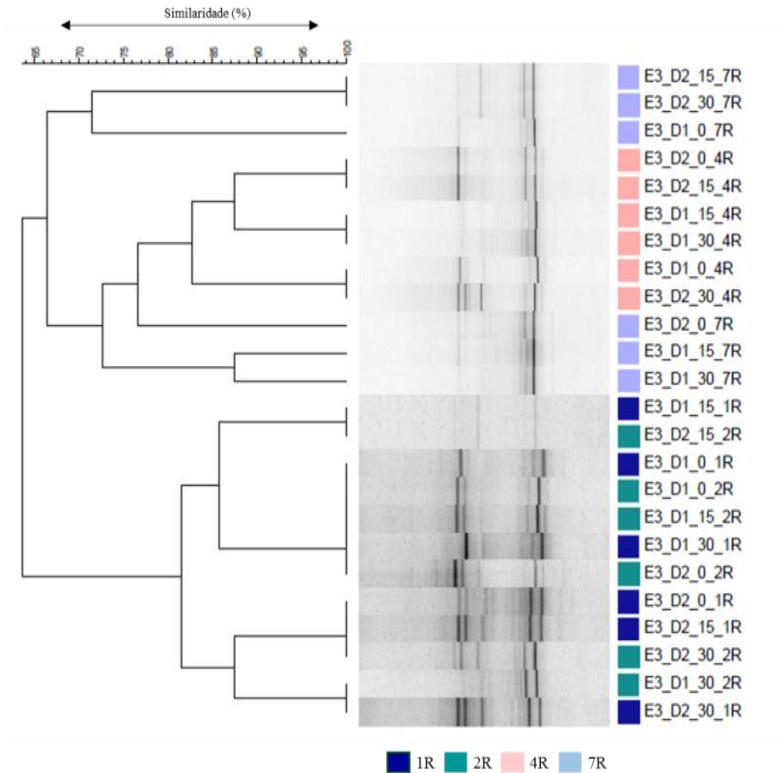 Similaridade (%)
65 70 75 80 85 90 95 100
E3_D2_15_7R
E3_D2_30_7R
E3_D1_0_7R
E3_D2_0_4R
E3_D2_15_4R
E3_D1_15_4R
E3_D1_30_4R
E3_D1_0_4R
E3_D2_30_4R
E3_D2_0_7R
E3_D1_15_7R
E3_D1_30_7R
E3_D1_15_1R
E3_D2_15_2R
E3_D1_0_1R
E3_D1_0_2R
E3_D1_15_2R
E3_D1_30_1R
E3_D2_0_2R
E3_D2_0_1R
E3_D2_15_1R
E3_D2_30_2R
E3_D1_30_2R
E3_D2_30_1R
1R 2R 4R 7R